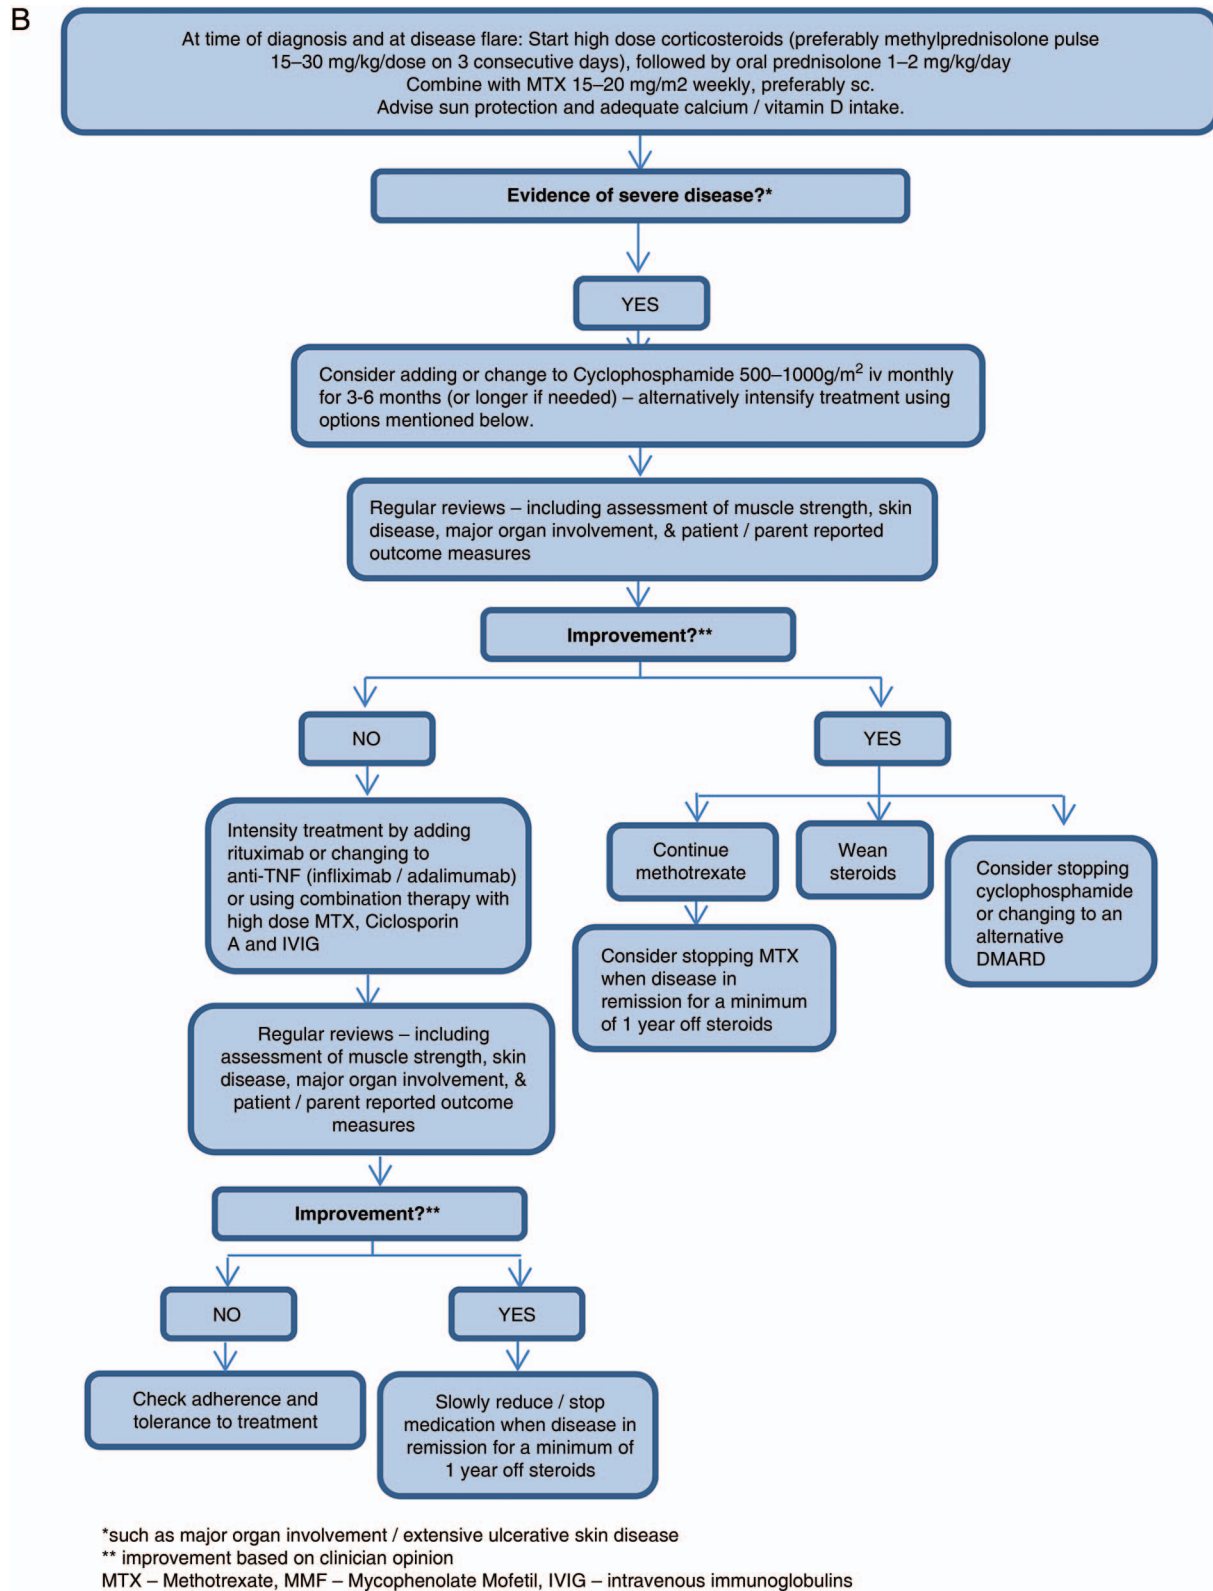 B
At time of diagnosis and at disease flare: Start high dose corticosteroids (preferably methylprednisolone pulse
15–30 mg/kg/dose on 3 consecutive days), followed by oral prednisolone 1–2 mg/kg/day
Combine with MTX 15–20 mg/m2 weekly, preferably sc.
Advise sun protection and adequate calcium / vitamin D intake.
Evidence of severe disease?*
YES
Consider adding or change to Cyclophosphamide 500–1000g/m² iv monthly
for 3-6 months (or longer if needed) – alternatively intensify treatment using
options mentioned below.
Regular reviews – including assessment of muscle strength, skin
disease, major organ involvement, & patient / parent reported
outcome measures
Improvement?**
NO
YES
Intensity treatment by adding
rituximab or changing to
anti-TNF (infliximab / adalimumab)
or using combination therapy with
high dose MTX, Ciclosporin
A and IVIG
Continue
methotrexate
Wean
steroids
Consider stopping
cyclophosphamide
or changing to an
alternative
DMARD
Consider stopping MTX
when disease in
remission for a minimum
of 1 year off steroids
Regular reviews – including
assessment of muscle strength, skin
disease, major organ involvement, &
patient / parent reported outcome
measures
Improvement?**
NO
YES
Check adherence and
tolerance to treatment
Slowly reduce / stop
medication when disease in
remission for a minimum of
1 year off steroids
*such as major organ involvement / extensive ulcerative skin disease
** improvement based on clinician opinion
MTX – Methotrexate, MMF – Mycophenolate Mofetil, IVIG – intravenous immunoglobulins